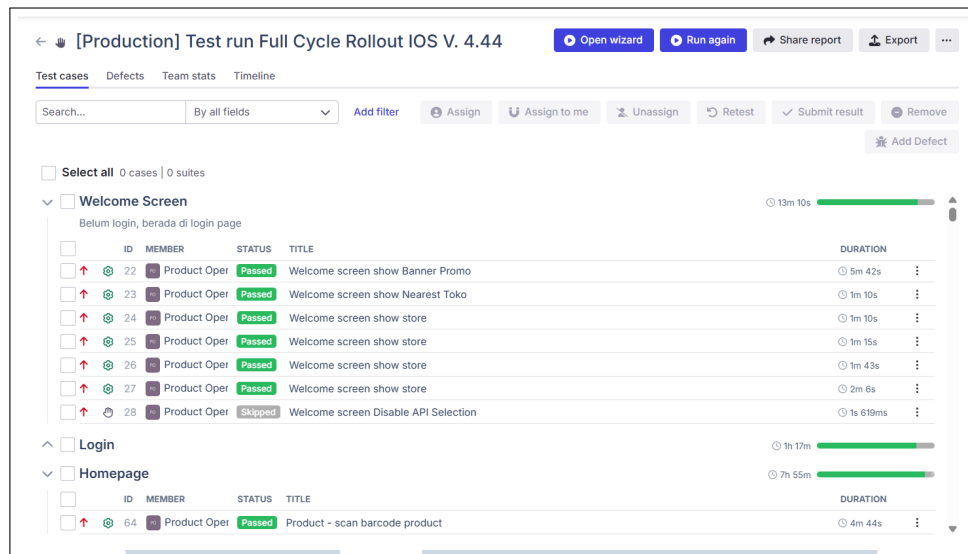 [Production] Test run Full Cycle Rollout IOS V. 4.44
Open wizard Run again Share report Export ...
Test cases Defects Team stats Timeline
Search... By all fields Add filter Assign Assign to me Unassign Retest Submit result Remove
Add Defect
Select all 0 cases | 0 suites
Welcome Screen 13m 10s
Belum login, berada di login page
ID MEMBER STATUS TITLE DURATION
22 Product Oper Passed Welcome screen show Banner Promo 5m 42s
23 Product Oper Passed Welcome screen show Nearest Toko 1m 10s
24 Product Oper Passed Welcome screen show store 1m 10s
25 Product Oper Passed Welcome screen show store 1m 15s
26 Product Oper Passed Welcome screen show store 1m 43s
27 Product Oper Passed Welcome screen show store 2m 6s
28 Product Oper Skipped Welcome screen Disable API Selection 1s 619ms
Login 1h 17m
Homepage 7h 55m
ID MEMBER STATUS TITLE DURATION
64 Product Oper Passed Product - scan barcode product 4m 44s